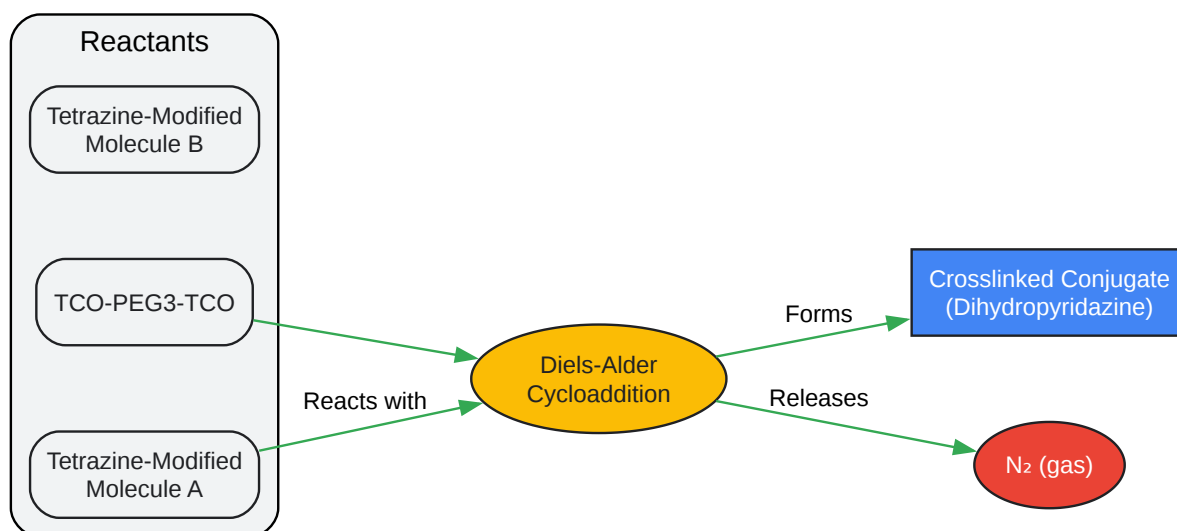 Reactants
Tetrazine-Modified
Molecule B
TCO-PEG3-TCO
Tetrazine-Modified
Molecule A
Reacts with
Diels-Alder
Cycloaddition
Forms
Releases
Crosslinked Conjugate
(Dihydropyridazine)
N₂ (gas)